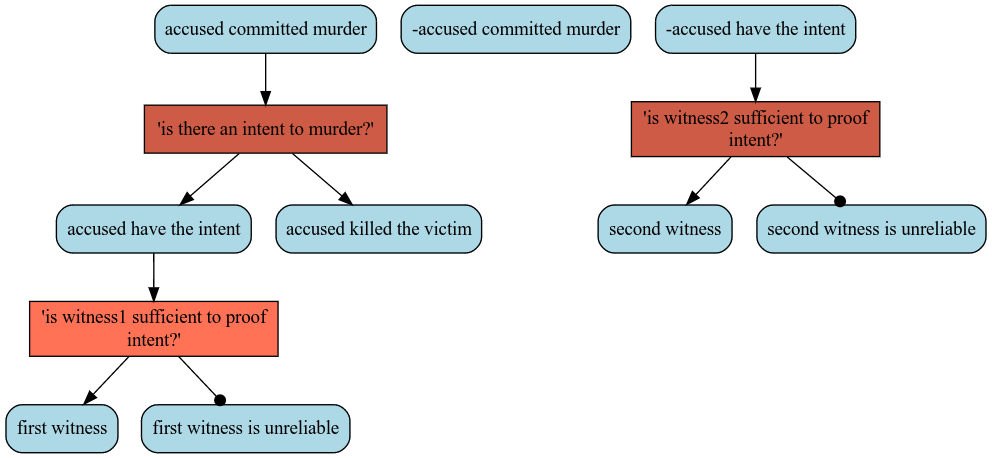 accused committed murder
-accused committed murder
-accused have the intent
'is there an intent to murder?'
'is witness2 sufficient to proof
intent?'
accused have the intent
accused killed the victim
second witness
second witness is unreliable
'is witness1 sufficient to proof
intent?'
first witness
first witness is unreliable